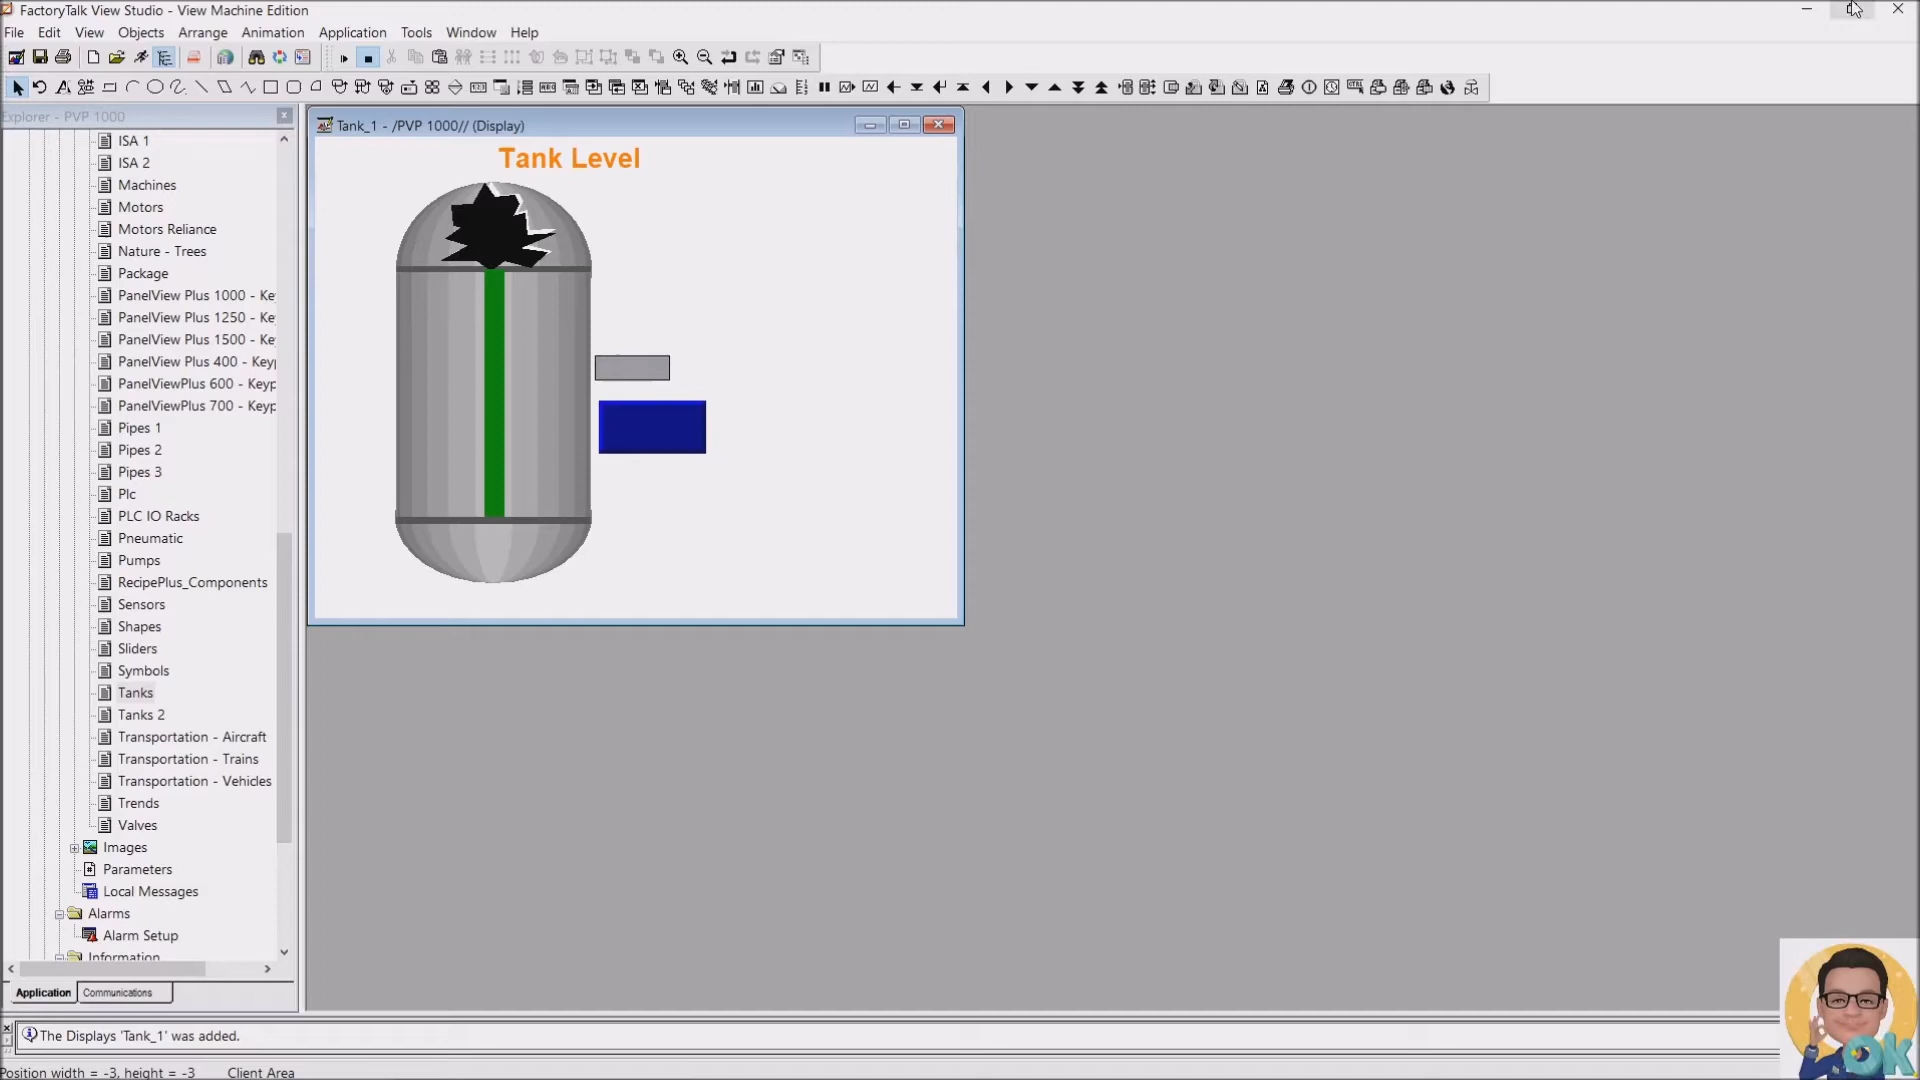 FactoryTalk View Studio - View Machine Edition
File Edit View Objects Arrange Animation Application Tools Window Help
Explorer - PVP 1000
ISA 1
ISA 2
Machines
Motors
Motors Reliance
Nature - Trees
Package
PanelView Plus 1000 - Ke
PanelView Plus 1250 - Ke
PanelView Plus 1500 - Ke
PanelView Plus 400 - Key
PanelViewPlus 600 - Keyp
PanelViewPlus 700 - Keyp
Pipes 1
Pipes 2
Pipes 3
Plc
PLC IO Racks
Pneumatic
Pumps
RecipePlus_Components
Sensors
Shapes
Sliders
Symbols
Tanks
Tanks 2
Transportation - Aircraft
Transportation - Trains
Transportation - Vehicles
Trends
Valves
Images
Parameters
Local Messages
Alarms
Alarm Setup
Information
Application Communications
Tank_1 - /PVP 1000// (Display)
Tank Level
The Displays 'Tank_1' was added.
Position width = -3, height = -3 Client Area
OK